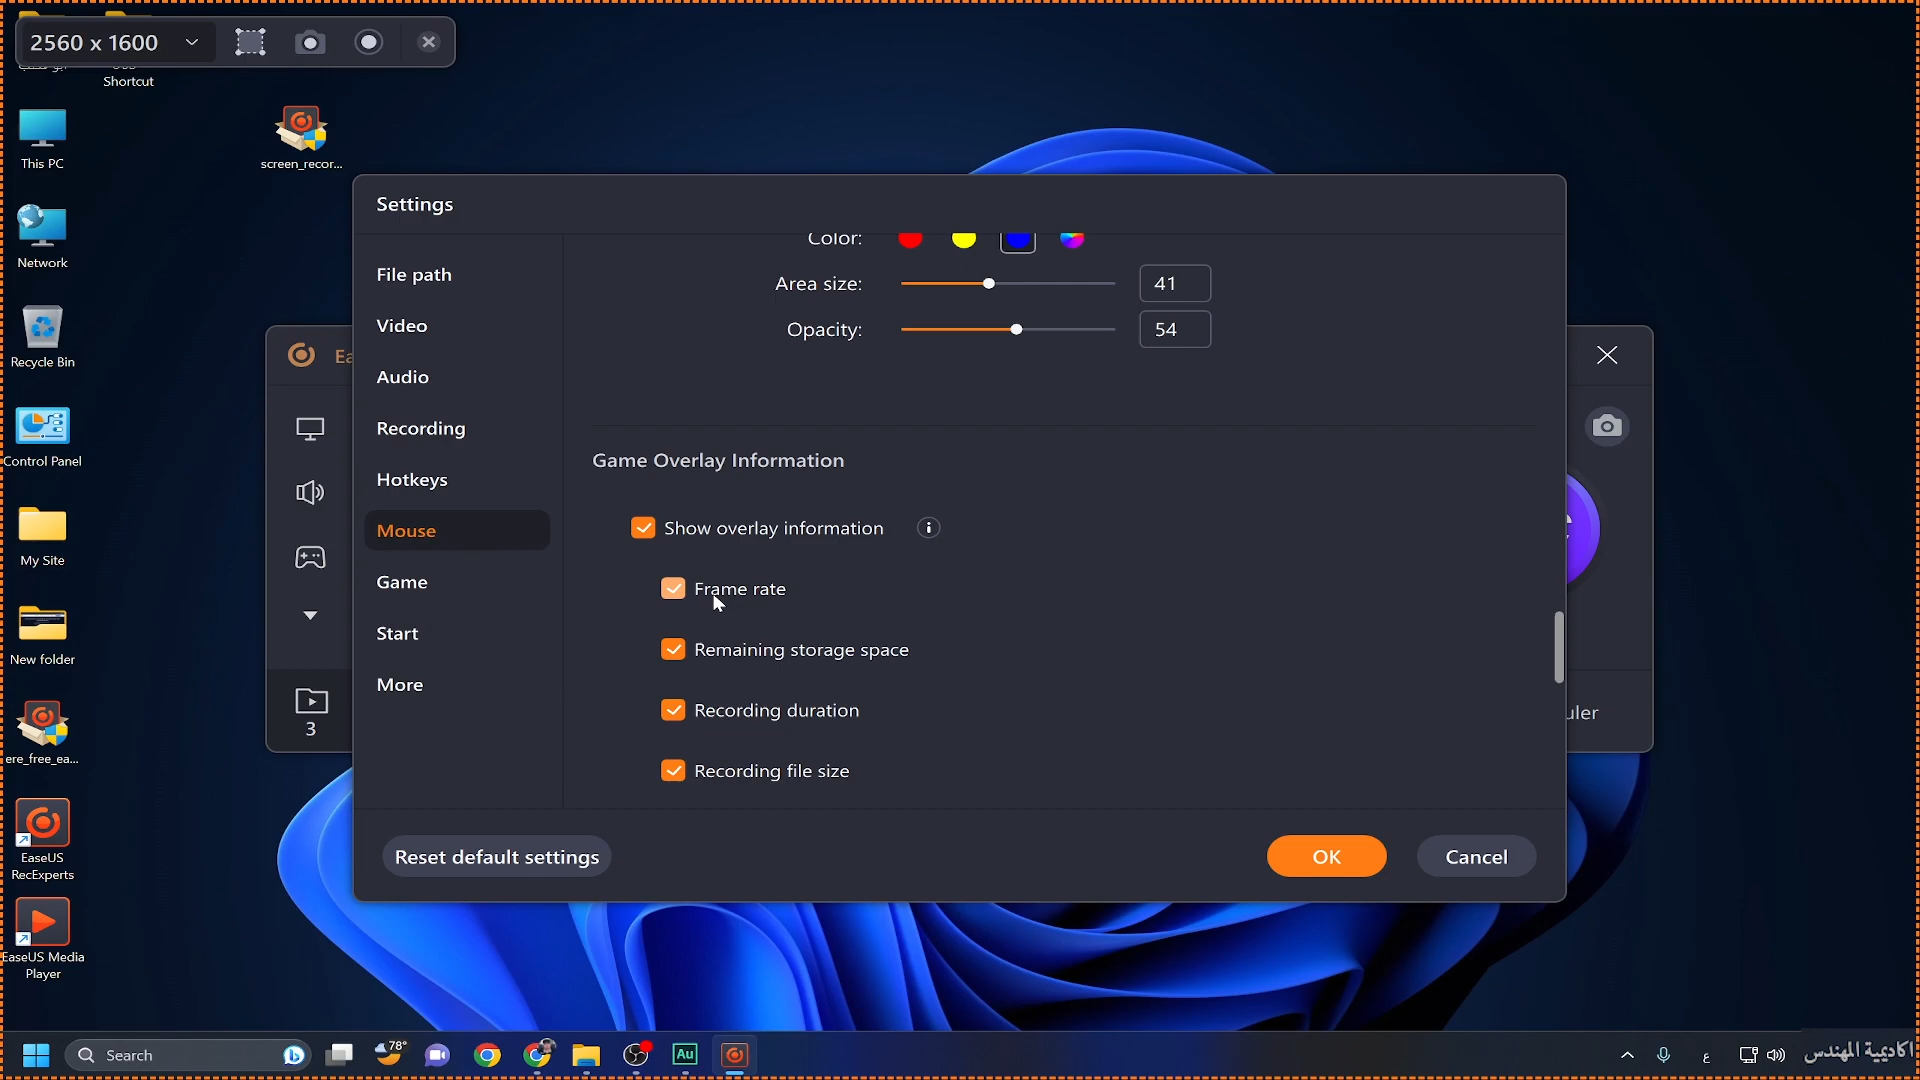 2560 x 1600
Shortcut
This PC
screen_recor...
Network
Recycle Bin
Control Panel
My Site
New folder
ere_free_ea...
EaseUS
RecExperts
EaseUS Media
Player
Ea
3
uler
Settings
File path
Video
Audio
Recording
Hotkeys
Mouse
Game
Start
More
Color:
Area size:
41
Opacity:
54
Game Overlay Information
Show overlay information
Frame rate
Remaining storage space
Recording duration
Recording file size
Reset default settings
OK
Cancel
Search
78°
Au
ع
اكاديمية المهندس